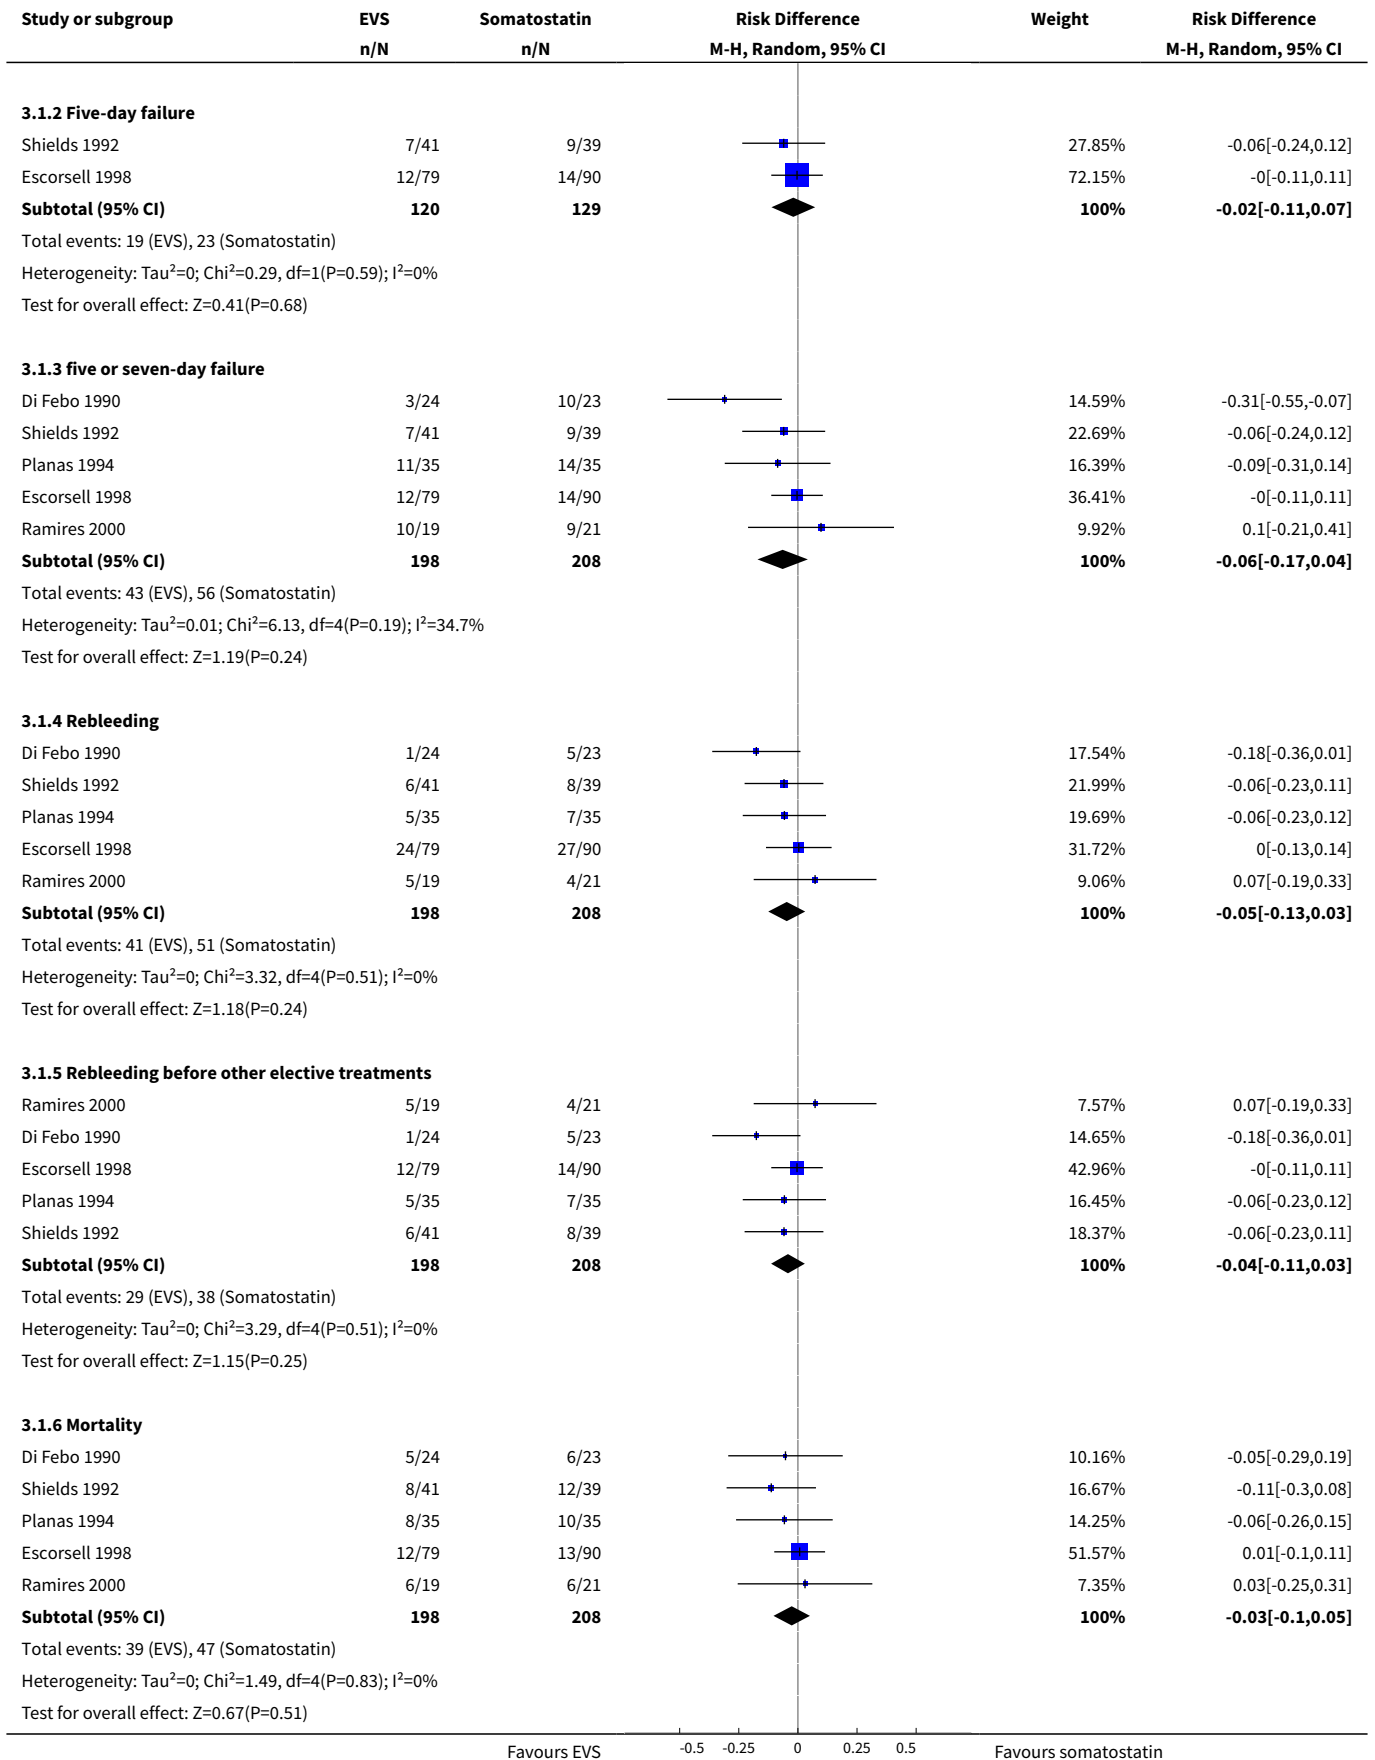 Study or subgroup EVS Somatostatin Risk Difference Weight Risk Difference
n/N n/N M-H, Random, 95% CI M-H, Random, 95% CI
3.1.2 Five-day failure
Shields 1992 7/41 9/39 27.85% -0.06[-0.24,0.12]
Escorsell 1998 12/79 14/90 72.15% -0[-0.11,0.11]
Subtotal (95% CI) 120 129 100% -0.02[-0.11,0.07]
Total events: 19 (EVS), 23 (Somatostatin)
Heterogeneity: Tau²=0; Chi²=0.29, df=1(P=0.59); I²=0%
Test for overall effect: Z=0.41(P=0.68)
3.1.3 five or seven-day failure
Di Febo 1990 3/24 10/23 14.59% -0.31[-0.55,-0.07]
Shields 1992 7/41 9/39 22.69% -0.06[-0.24,0.12]
Planas 1994 11/35 14/35 16.39% -0.09[-0.31,0.14]
Escorsell 1998 12/79 14/90 36.41% -0[-0.11,0.11]
Ramires 2000 10/19 9/21 9.92% 0.1[-0.21,0.41]
Subtotal (95% CI) 198 208 100% -0.06[-0.17,0.04]
Total events: 43 (EVS), 56 (Somatostatin)
Heterogeneity: Tau²=0.01; Chi²=6.13, df=4(P=0.19); I²=34.7%
Test for overall effect: Z=1.19(P=0.24)
3.1.4 Rebleeding
Di Febo 1990 1/24 5/23 17.54% -0.18[-0.36,0.01]
Shields 1992 6/41 8/39 21.99% -0.06[-0.23,0.11]
Planas 1994 5/35 7/35 19.69% -0.06[-0.23,0.12]
Escorsell 1998 24/79 27/90 31.72% 0[-0.13,0.14]
Ramires 2000 5/19 4/21 9.06% 0.07[-0.19,0.33]
Subtotal (95% CI) 198 208 100% -0.05[-0.13,0.03]
Total events: 41 (EVS), 51 (Somatostatin)
Heterogeneity: Tau²=0; Chi²=3.32, df=4(P=0.51); I²=0%
Test for overall effect: Z=1.18(P=0.24)
3.1.5 Rebleeding before other elective treatments
Ramires 2000 5/19 4/21 7.57% 0.07[-0.19,0.33]
Di Febo 1990 1/24 5/23 14.65% -0.18[-0.36,0.01]
Escorsell 1998 12/79 14/90 42.96% -0[-0.11,0.11]
Planas 1994 5/35 7/35 16.45% -0.06[-0.23,0.12]
Shields 1992 6/41 8/39 18.37% -0.06[-0.23,0.11]
Subtotal (95% CI) 198 208 100% -0.04[-0.11,0.03]
Total events: 29 (EVS), 38 (Somatostatin)
Heterogeneity: Tau²=0; Chi²=3.29, df=4(P=0.51); I²=0%
Test for overall effect: Z=1.15(P=0.25)
3.1.6 Mortality
Di Febo 1990 5/24 6/23 10.16% -0.05[-0.29,0.19]
Shields 1992 8/41 12/39 16.67% -0.11[-0.3,0.08]
Planas 1994 8/35 10/35 14.25% -0.06[-0.26,0.15]
Escorsell 1998 12/79 13/90 51.57% 0.01[-0.1,0.11]
Ramires 2000 6/19 6/21 7.35% 0.03[-0.25,0.31]
Subtotal (95% CI) 198 208 100% -0.03[-0.1,0.05]
Total events: 39 (EVS), 47 (Somatostatin)
Heterogeneity: Tau²=0; Chi²=1.49, df=4(P=0.83); I²=0%
Test for overall effect: Z=0.67(P=0.51)
Favours EVS -0.5 -0.25 0 0.25 0.5 Favours somatostatin